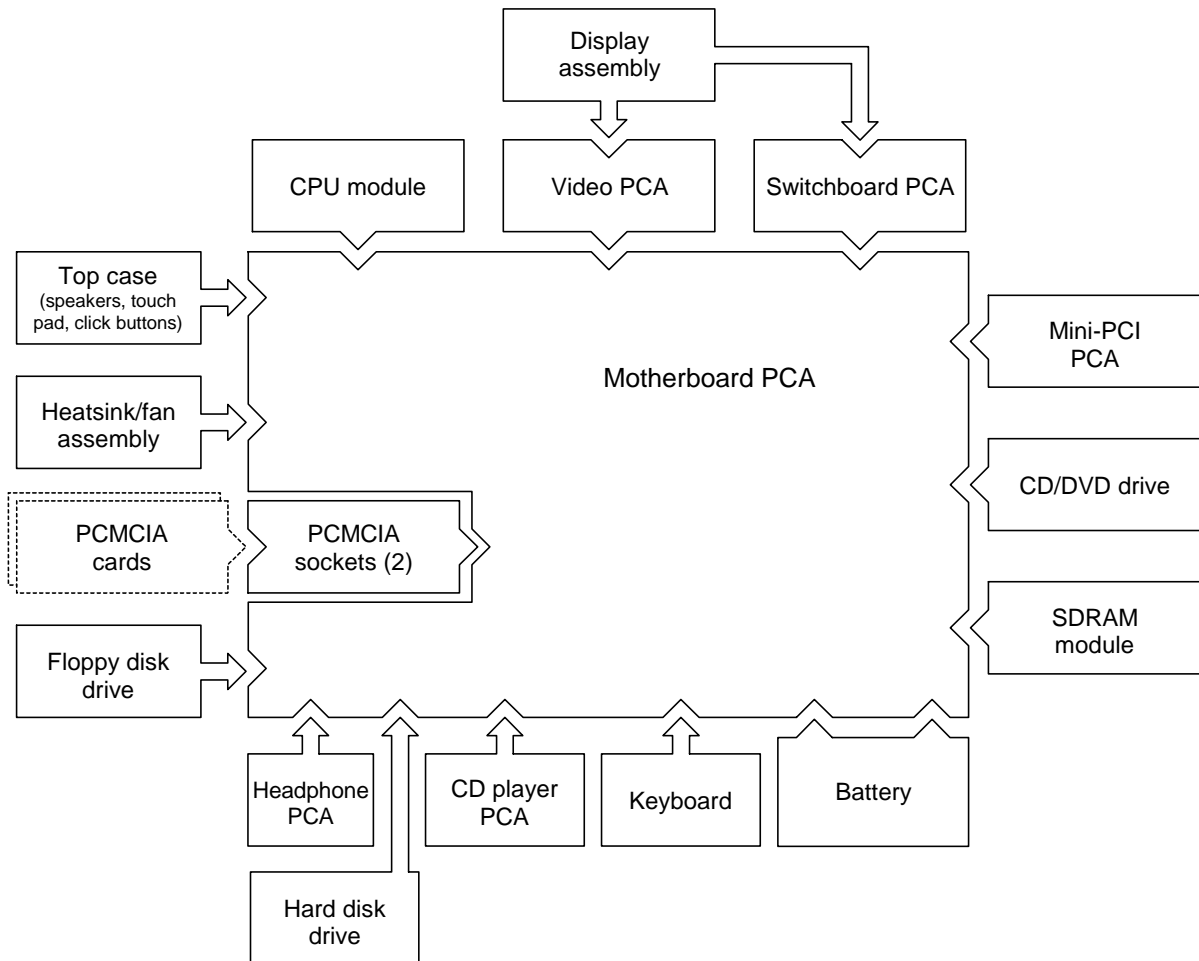 Display
assembly
CPU module
Video PCA
Switchboard PCA
Top case
(speakers, touch
pad, click buttons)
Mini-PCI
PCA
Motherboard PCA
Heatsink/fan
assembly
CD/DVD drive
PCMCIA
cards
PCMCIA
sockets (2)
SDRAM
module
Floppy disk
drive
Headphone
PCA
CD player
PCA
Keyboard
Battery
Hard disk
drive